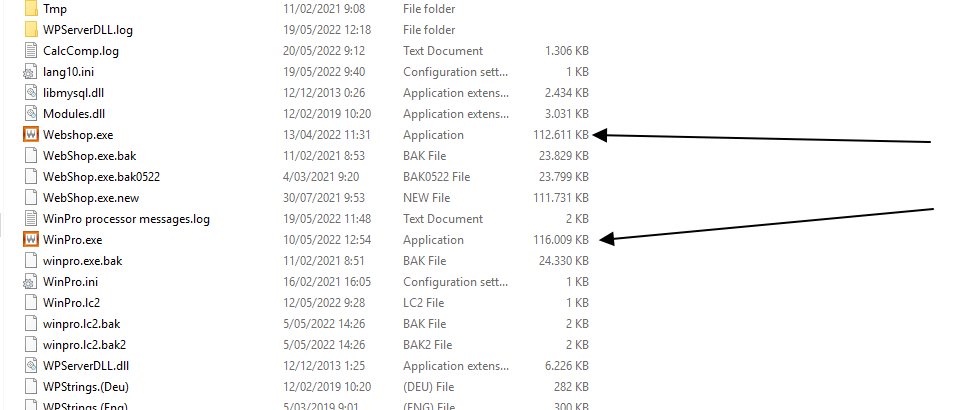 Tmp 11/02/2021 9:08 File folder
WPServerDLL.log 19/05/2022 12:18 File folder
CalcComp.log 20/05/2022 9:12 Text Document 1.306 KB
lang10.ini 19/05/2022 9:40 Configuration sett... 1 KB
libmysql.dll 12/12/2013 0:26 Application extens... 2.434 KB
Modules.dll 12/02/2019 10:20 Application extens... 3.031 KB
Webshop.exe 13/04/2022 11:31 Application 112.611 KB
WebShop.exe.bak 11/02/2021 8:53 BAK File 23.829 KB
WebShop.exe.bak0522 4/03/2021 9:20 BAK0522 File 23.799 KB
WebShop.exe.new 30/07/2021 9:53 NEW File 111.731 KB
WinPro processor messages.log 19/05/2022 11:48 Text Document 2 KB
WinPro.exe 10/05/2022 12:54 Application 116.009 KB
winpro.exe.bak 11/02/2021 8:51 BAK File 24.330 KB
WinPro.ini 16/02/2021 16:05 Configuration sett... 1 KB
WinPro.lc2 12/05/2022 9:28 LC2 File 1 KB
winpro.lc2.bak 5/05/2022 14:26 BAK File 2 KB
winpro.lc2.bak2 5/05/2022 14:26 BAK2 File 2 KB
WPServerDLL.dll 12/12/2013 1:25 Application extens... 6.226 KB
WPStrings.(Deu) 12/02/2019 10:20 (DEU) File 282 KB
WPStrings.(Eng) 5/03/2019 9:01 (ENG) File 300 KB